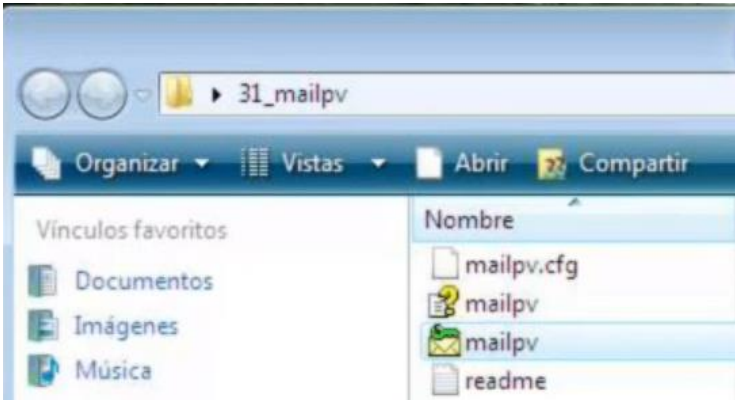 31_mailpv
Organizar Vistas Abrir Compartir
Vínculos favoritos
Documentos
Imágenes
Música
Nombre
mailpv.cfg
mailpv
mailpv
readme